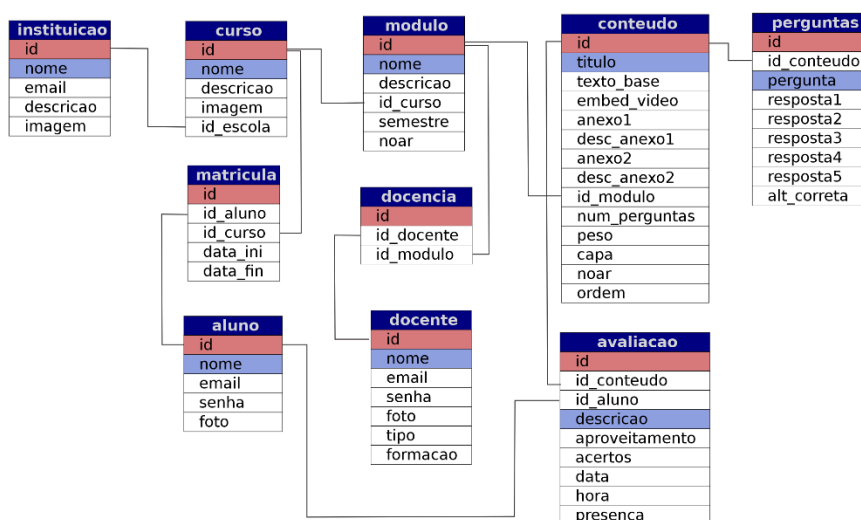 instituicao
id
nome
email
descricao
imagem
curso
id
nome
descricao
imagem
id_escola
modulo
id
nome
descricao
id_curso
semestre
noar
conteudo
id
titulo
texto_base
embed_video
anexo1
desc_anexo1
anexo2
desc_anexo2
id_modulo
num_perguntas
peso
capa
noar
ordem
perguntas
id
id_conteudo
pergunta
resposta1
resposta2
resposta3
resposta4
resposta5
alt_correta
matricula
id
id_aluno
id_curso
data_ini
data_fin
docencia
id
id_docente
id_modulo
aluno
id
nome
email
senha
foto
docente
id
nome
email
senha
foto
tipo
formacao
avaliacao
id
id_conteudo
id_aluno
descricao
aproveitamento
acertos
data
hora
presenca